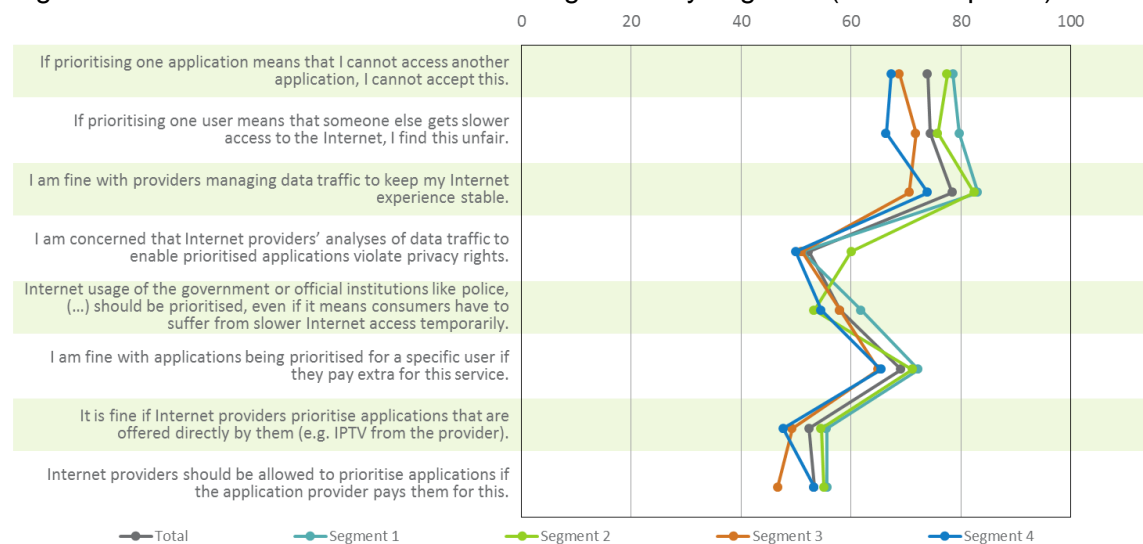 0 20 40 60 80 100
If prioritising one application means that I cannot access another
application, I cannot accept this.
If prioritising one user means that someone else gets slower
access to the Internet, I find this unfair.
I am fine with providers managing data traffic to keep my Internet
experience stable.
I am concerned that Internet providers’ analyses of data traffic to
enable prioritised applications violate privacy rights.
Internet usage of the government or official institutions like police,
(...) should be prioritised, even if it means consumers have to
suffer from slower Internet access temporarily.
I am fine with applications being prioritised for a specific user if
they pay extra for this service.
It is fine if Internet providers prioritise applications that are
offered directly by them (e.g. IPTV from the provider).
Internet providers should be allowed to prioritise applications if
the application provider pays them for this.
Total Segment 1 Segment 2 Segment 3 Segment 4